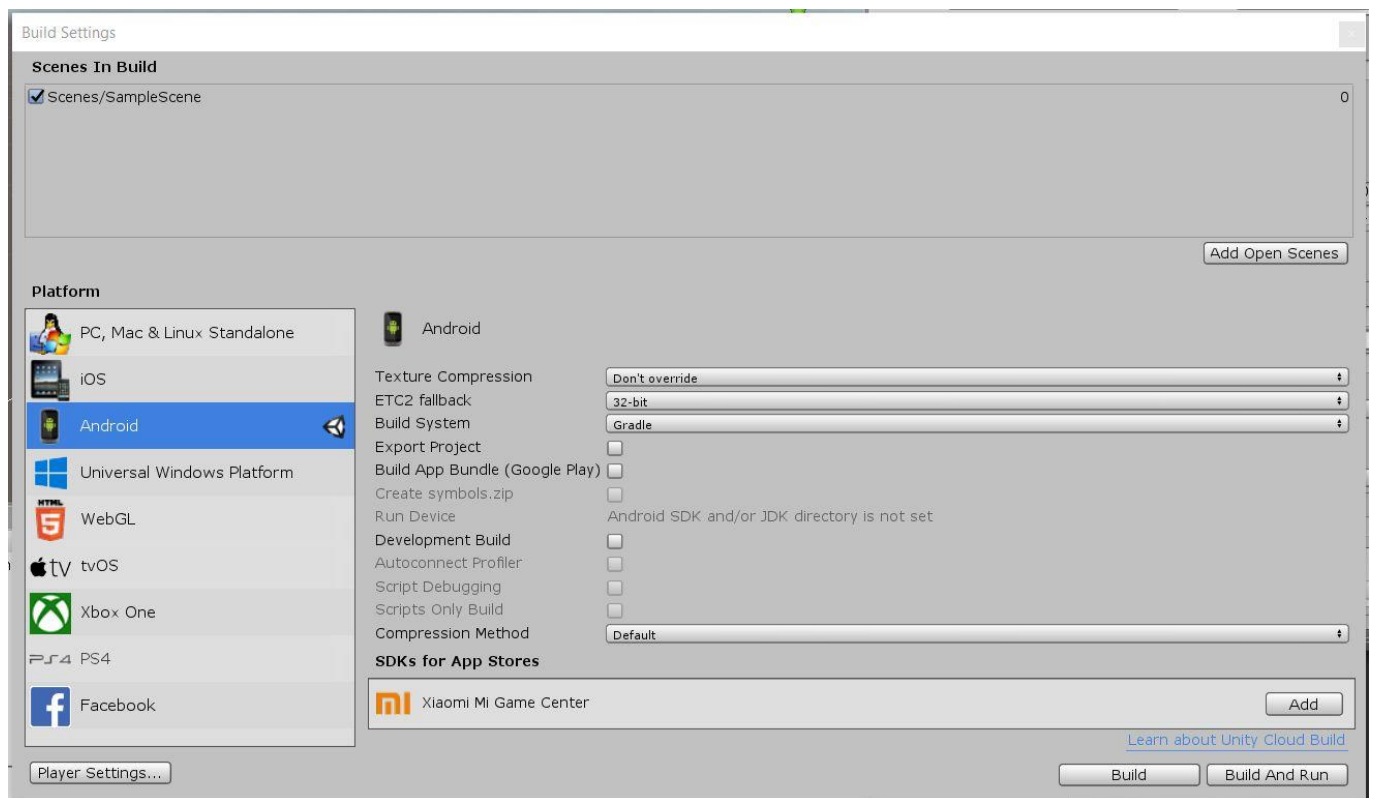 Build Settings
Scenes In Build
Scenes/SampleScene 0
Add Open Scenes
Platform
PC, Mac & Linux Standalone
iOS
Android
Universal Windows Platform
HTML
5
WebGL
tv tvOS
Xbox One
PS4 PS4
Facebook
Player Settings...
Android
Texture Compression Don't override
ETC2 fallback 32-bit
Build System Gradle
Export Project
Build App Bundle (Google Play)
Create symbols.zip
Run Device Android SDK and/or JDK directory is not set
Development Build
Autoconnect Profiler
Script Debugging
Scripts Only Build
Compression Method Default
SDKs for App Stores
Xiaomi Mi Game Center Add
Learn about Unity Cloud Build
Build Build And Run